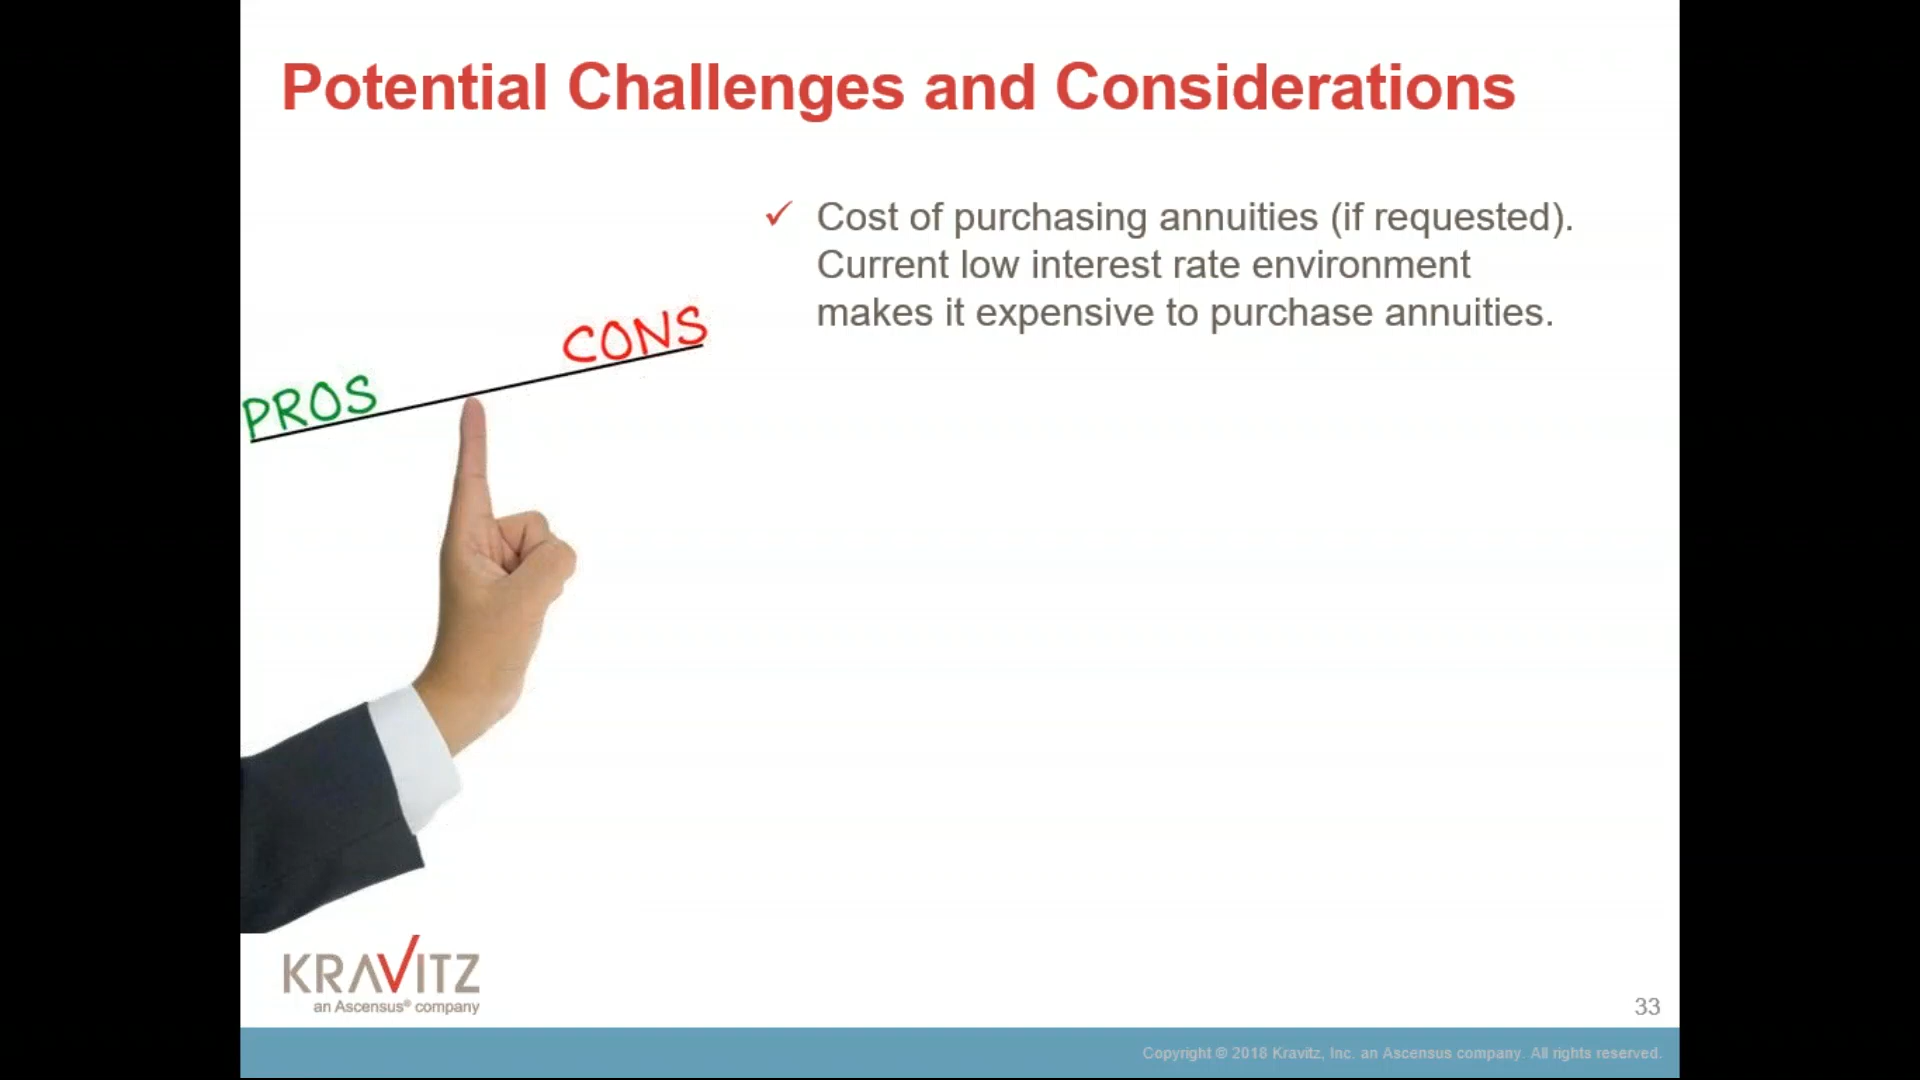 Potential Challenges and Considerations
✓ Cost of purchasing annuities (if requested).
Current low interest rate environment
makes it expensive to purchase annuities.
CONS
PROS
KRAVITZ
an Ascensus® company
33
Copyright © 2018 Kravitz, Inc. an Ascensus company. All rights reserved.